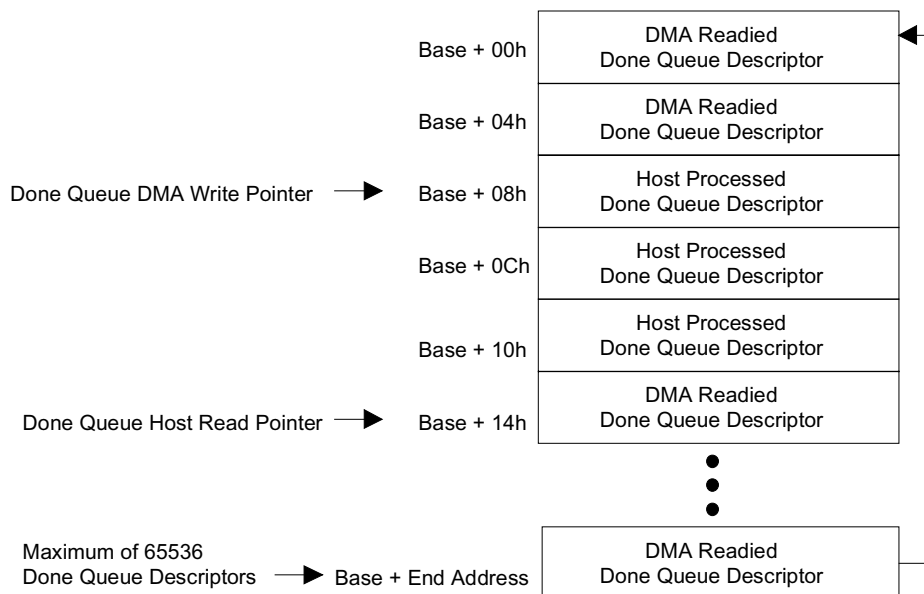 Base + 00h
DMA Readied
Done Queue Descriptor
Base + 04h
DMA Readied
Done Queue Descriptor
Done Queue DMA Write Pointer
Base + 08h
Host Processed
Done Queue Descriptor
Base + 0Ch
Host Processed
Done Queue Descriptor
Base + 10h
Host Processed
Done Queue Descriptor
Done Queue Host Read Pointer
Base + 14h
DMA Readied
Done Queue Descriptor
Maximum of 65536
Done Queue Descriptors
Base + End Address
DMA Readied
Done Queue Descriptor